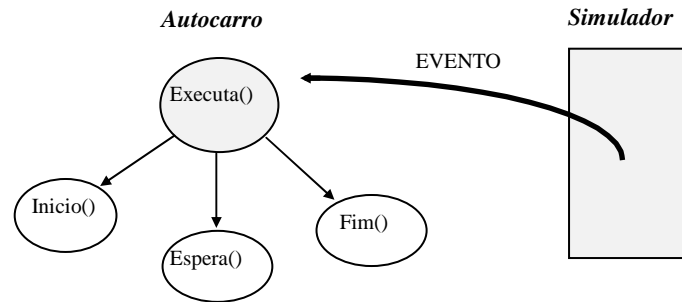 Autocarro
Simulador
EVENTO
Executa()
Inicio()
Fim()
Espera()